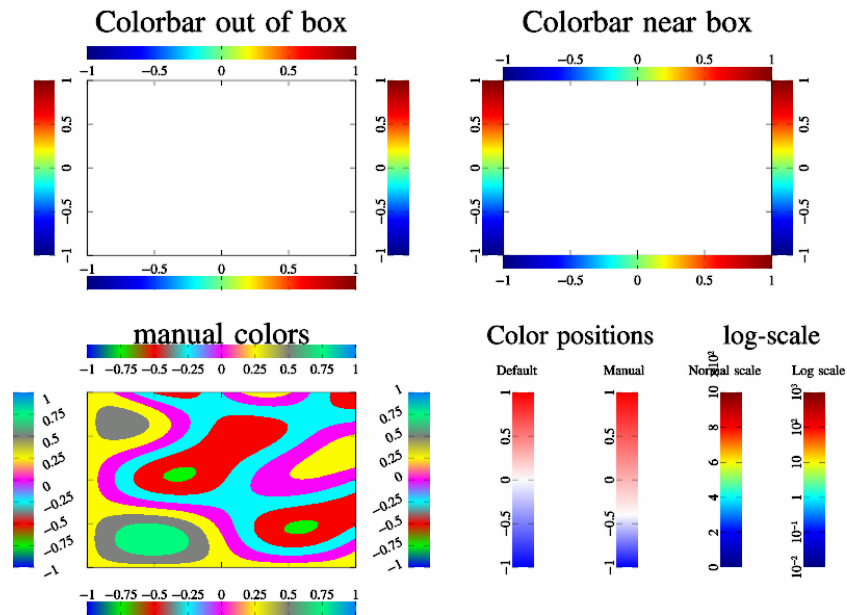 Colorbar out of box
−1 −0.5 0 0.5 1
−1 −0.5 0 0.5 1
−1 −0.5 0 0.5 1
−1 −0.5 0 0.5 1
Colorbar near box
−1 −0.5 0 0.5 1
−1 −0.5 0 0.5 1
−1 −0.5 0 0.5 1
−1 −0.5 0 0.5 1
manual colors
−1 −0.75 −0.5 −0.25 0 0.25 0.5 0.75 1
1
0.75
0.5
0.25
0
−0.25
−0.5
−0.75
−1
1
0.75
0.5
0.25
0
−0.25
−0.5
−0.75
−1
−1 −0.75 −0.5 −0.25 0 0.25 0.5 0.75 1
Color positions
Default
−1 −0.5 0 0.5 1
Manual
−1 −0.5 0 0.5 1
log-scale
Normal scale
0 2 4 6 8 10
Log scale
10⁻² 10⁻¹ 1 10 10² 10³